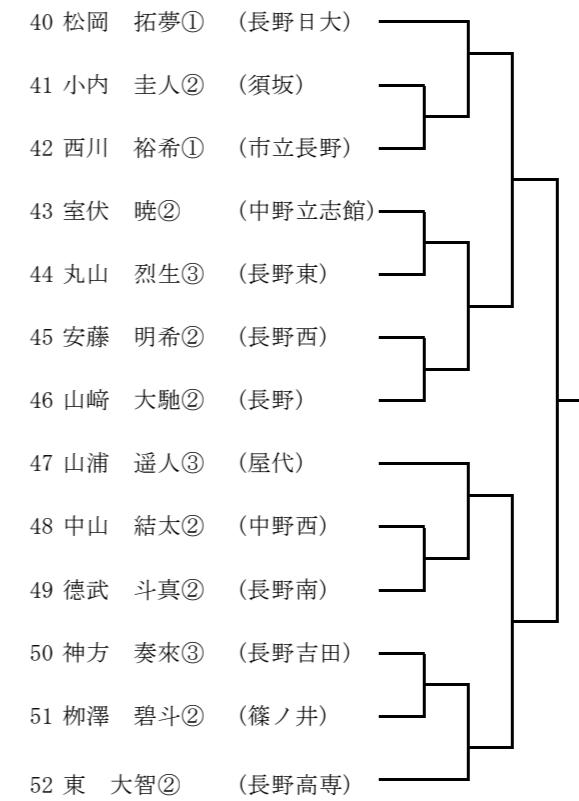 40 松岡　拓夢①　(長野日大)
41 小内　圭人②　(須坂)
42 西川　裕希①　(市立長野)
43 室伏　暁②　(中野立志館)
44 丸山　烈生③　(長野東)
45 安藤　明希②　(長野西)
46 山﨑　大馳②　(長野)
47 山浦　遥人③　(屋代)
48 中山　結太②　(中野西)
49 德武　斗真②　(長野南)
50 神方　奏來③　(長野吉田)
51 栁澤　碧斗②　(篠ノ井)
52 東　大智②　(長野高専)